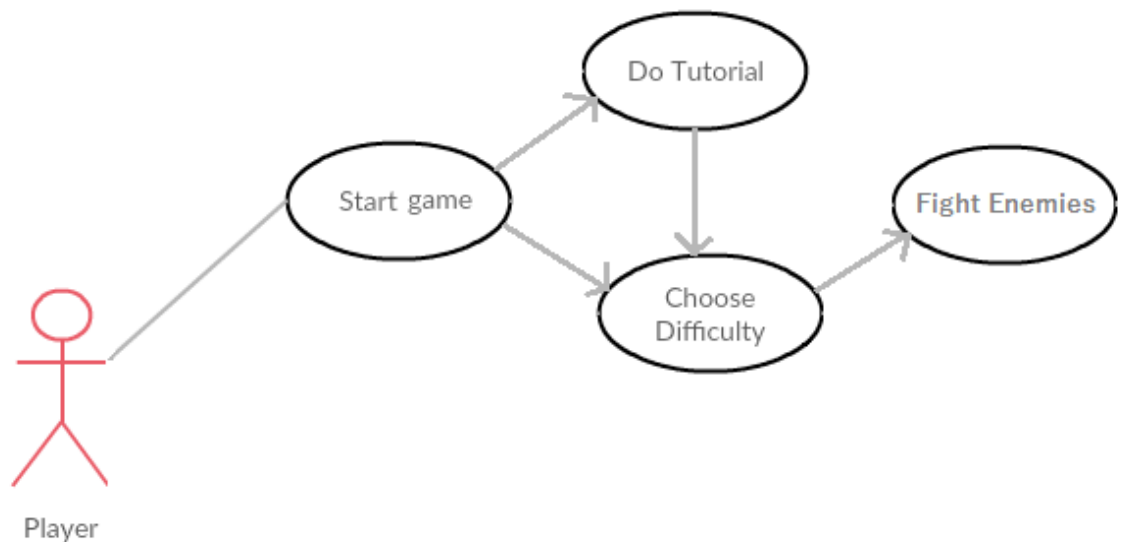 Do Tutorial
Start game
Fight Enemies
Choose
Difficulty
Player